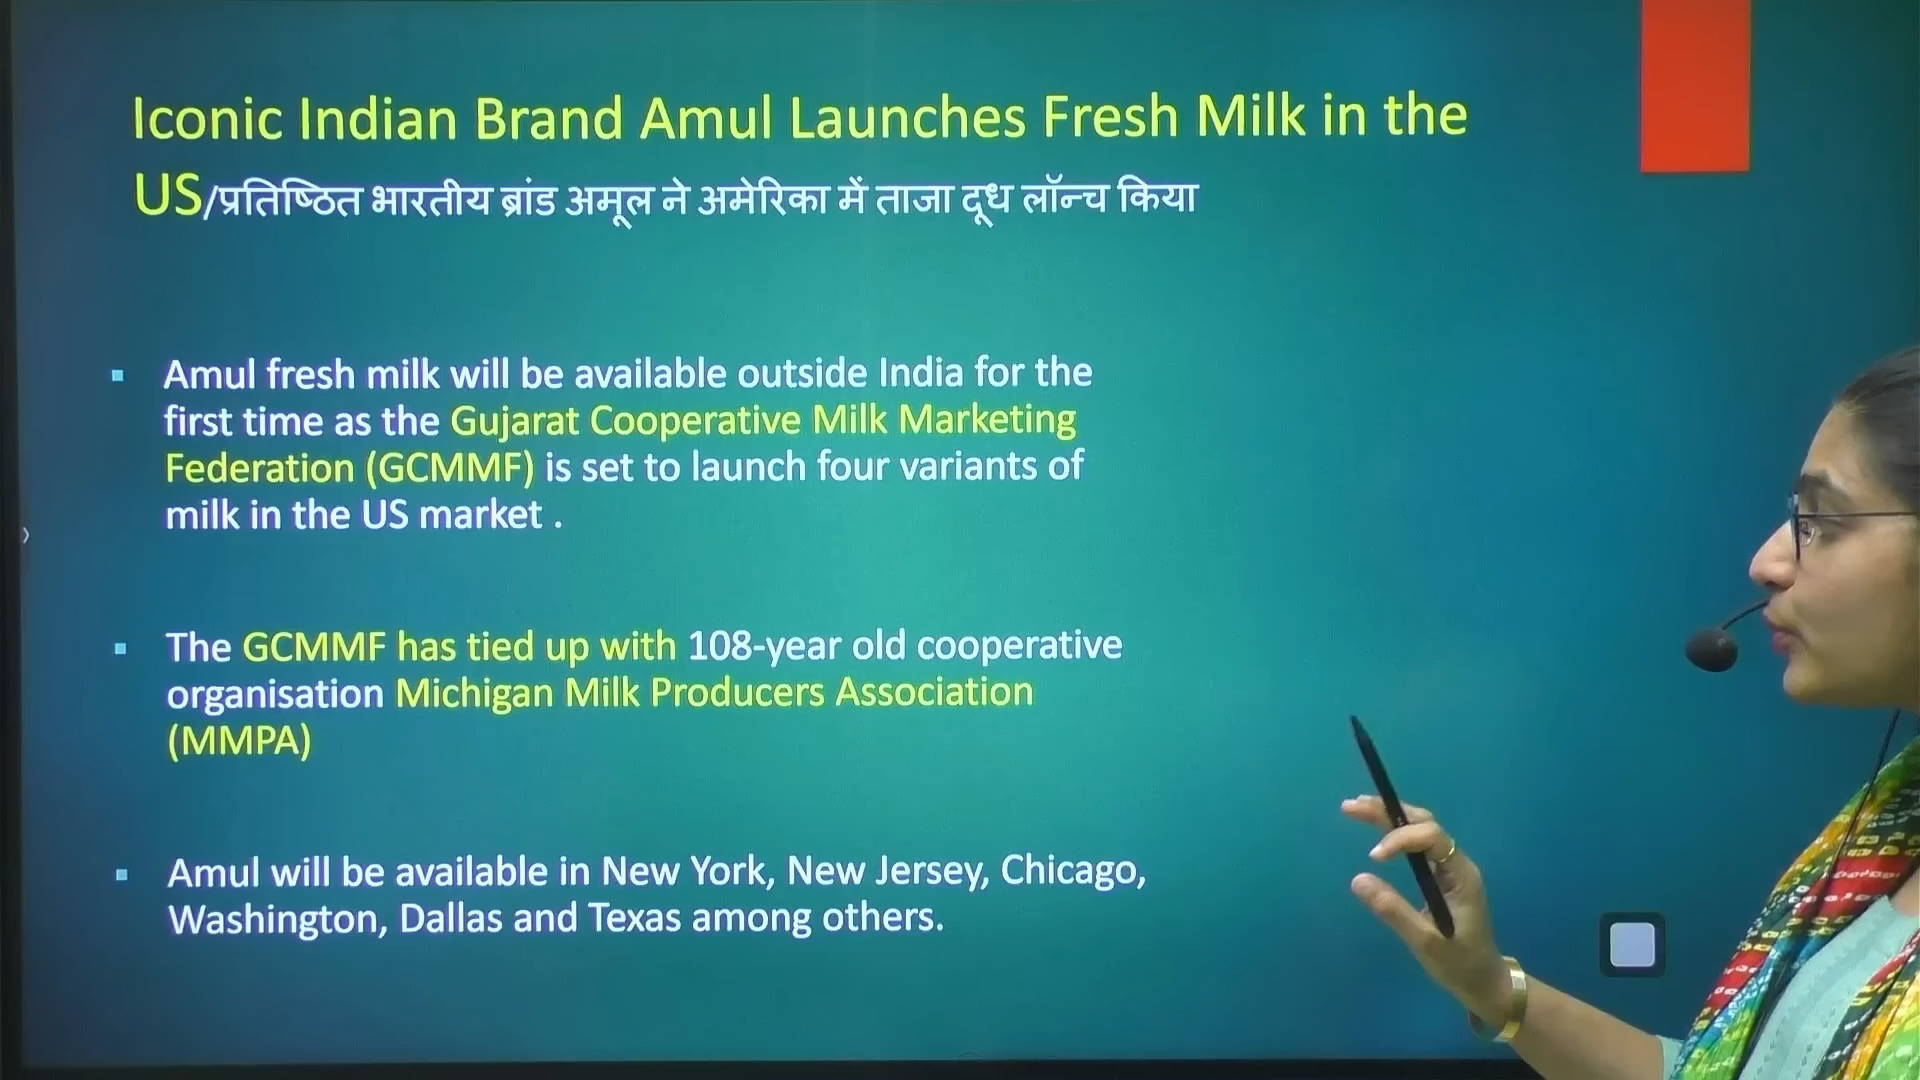 Iconic Indian Brand Amul Launches Fresh Milk in the
US/प्रतिष्ठित भारतीय ब्रांड अमूल ने अमेरिका में ताजा दूध लॉन्च किया
Amul fresh milk will be available outside India for the
first time as the Gujarat Cooperative Milk Marketing
Federation (GCMMF) is set to launch four variants of
milk in the US market .
The GCMMF has tied up with 108-year old cooperative
organisation Michigan Milk Producers Association
(MMPA)
Amul will be available in New York, New Jersey, Chicago,
Washington, Dallas and Texas among others.